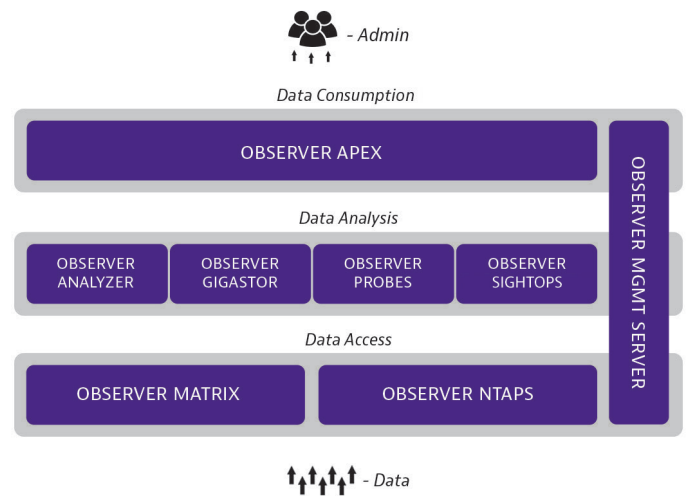 - Admin
Data Consumption
OBSERVER APEX
Data Analysis
OBSERVER
ANALYZER
OBSERVER
GIGASTOR
OBSERVER
PROBES
OBSERVER
SIGHTOPS
Data Access
OBSERVER MATRIX
OBSERVER NTAPS
OBSERVER MGMT SERVER
- Data